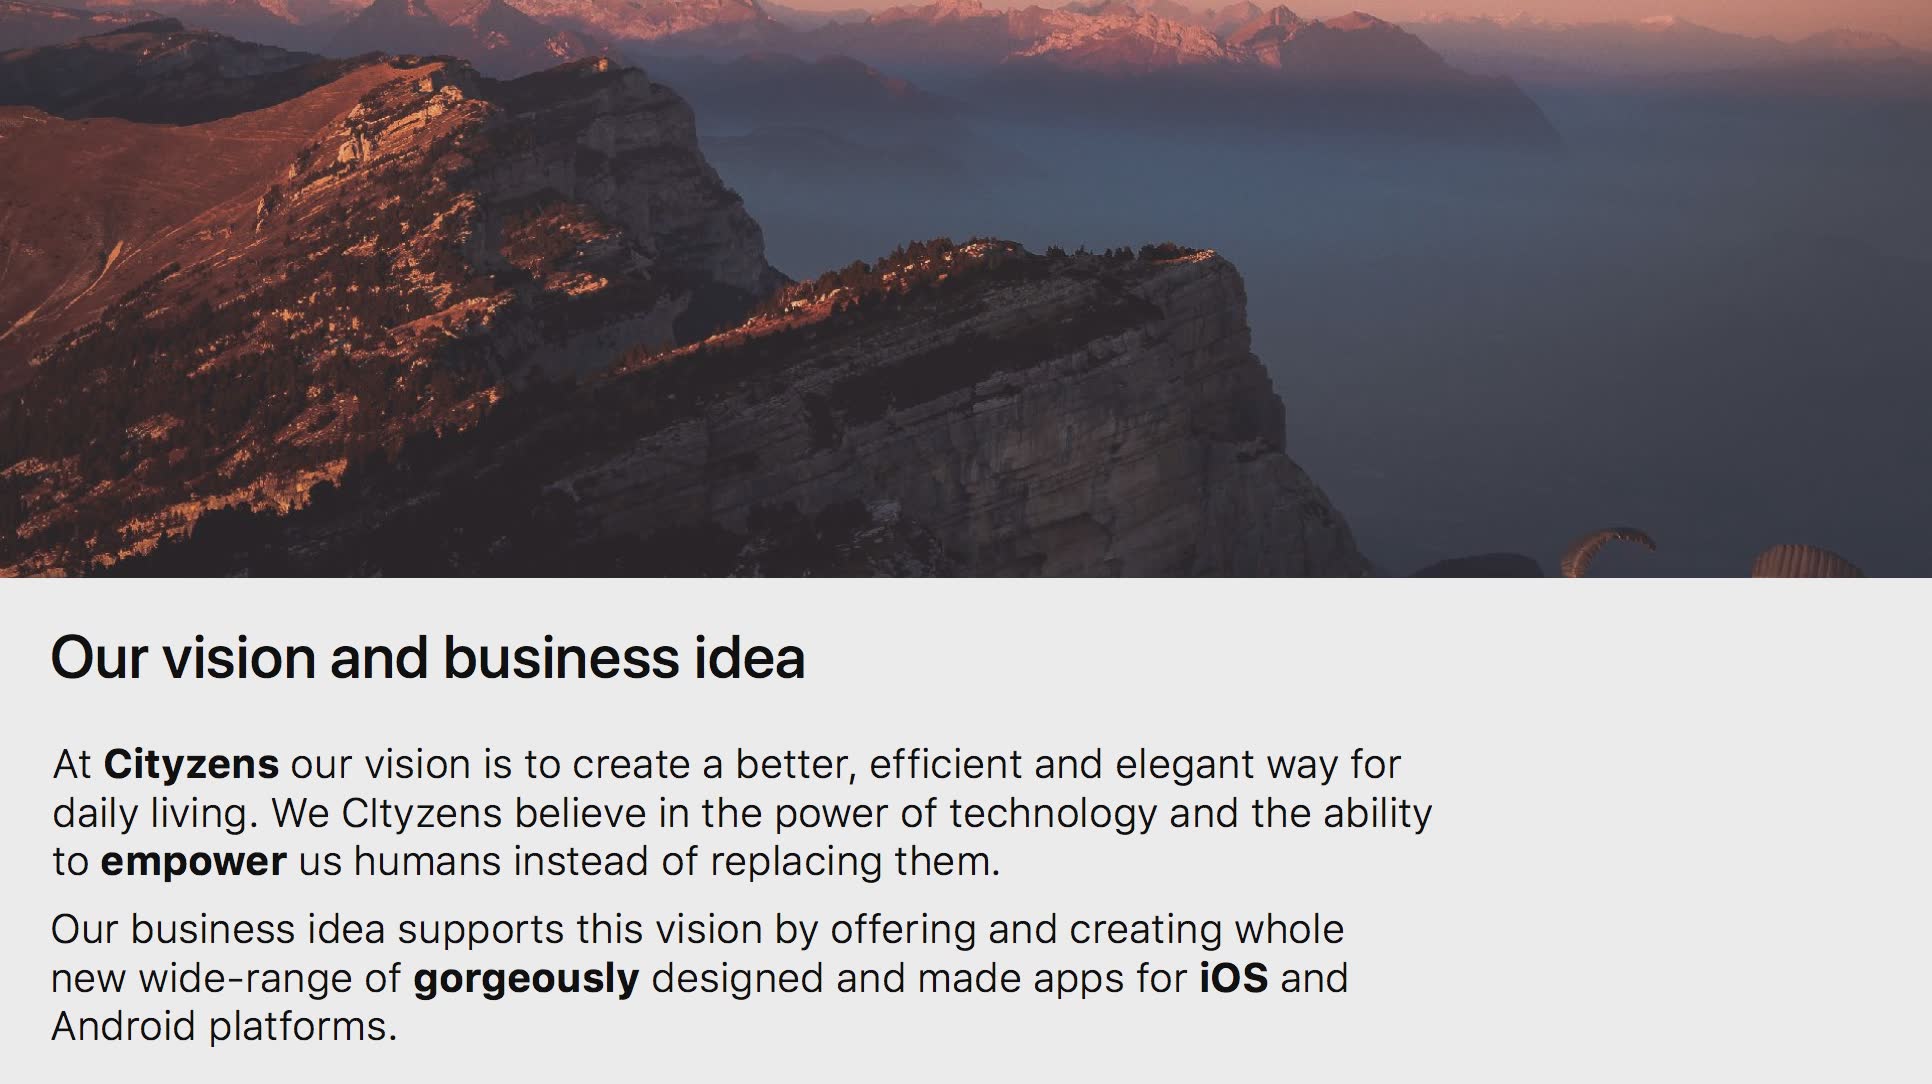 Our vision and business idea
At Cityzens our vision is to create a better, efficient and elegant way for
daily living. We CItyzens believe in the power of technology and the ability
to empower us humans instead of replacing them.
Our business idea supports this vision by offering and creating whole
new wide-range of gorgeously designed and made apps for iOS and
Android platforms.